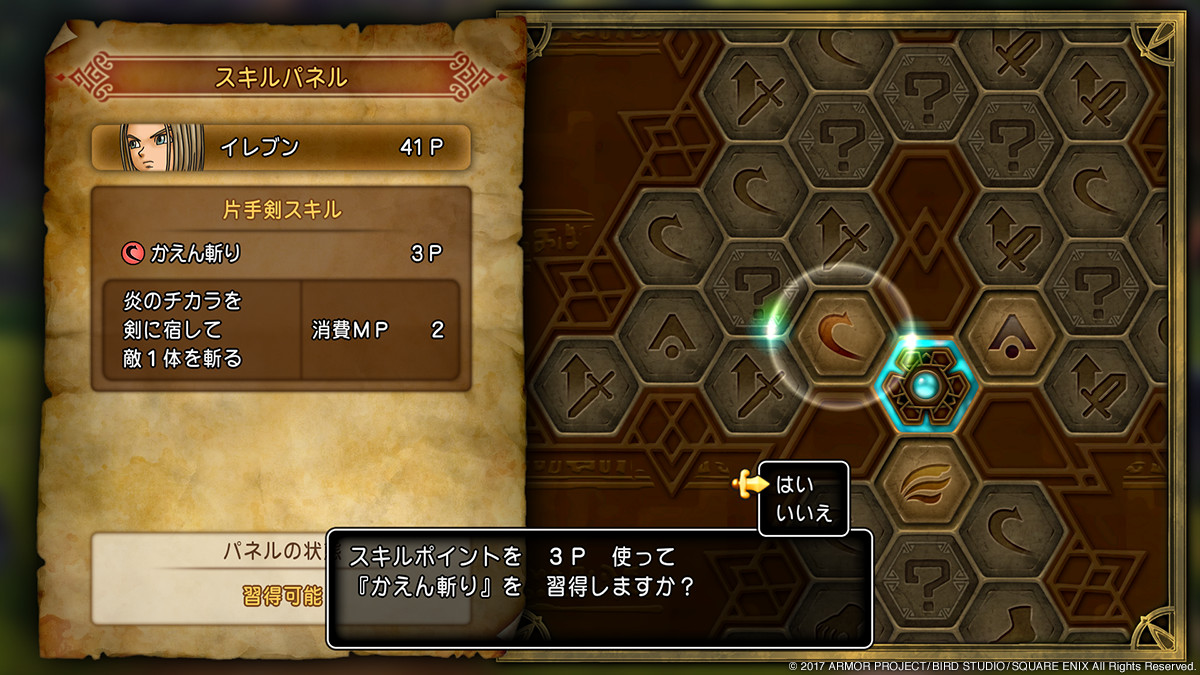 スキルパネル
イレブン 41P
片手剣スキル
かえん斬り 3P
炎のチカラを
剣に宿して
敵1体を斬る
消費MP 2
パネルの状
習得可能
はい
いいえ
スキルポイントを 3P 使って
『かえん斬り』を 習得しますか?
© 2017 ARMOR PROJECT/BIRD STUDIO/SQUARE ENIX All Rights Reserved.